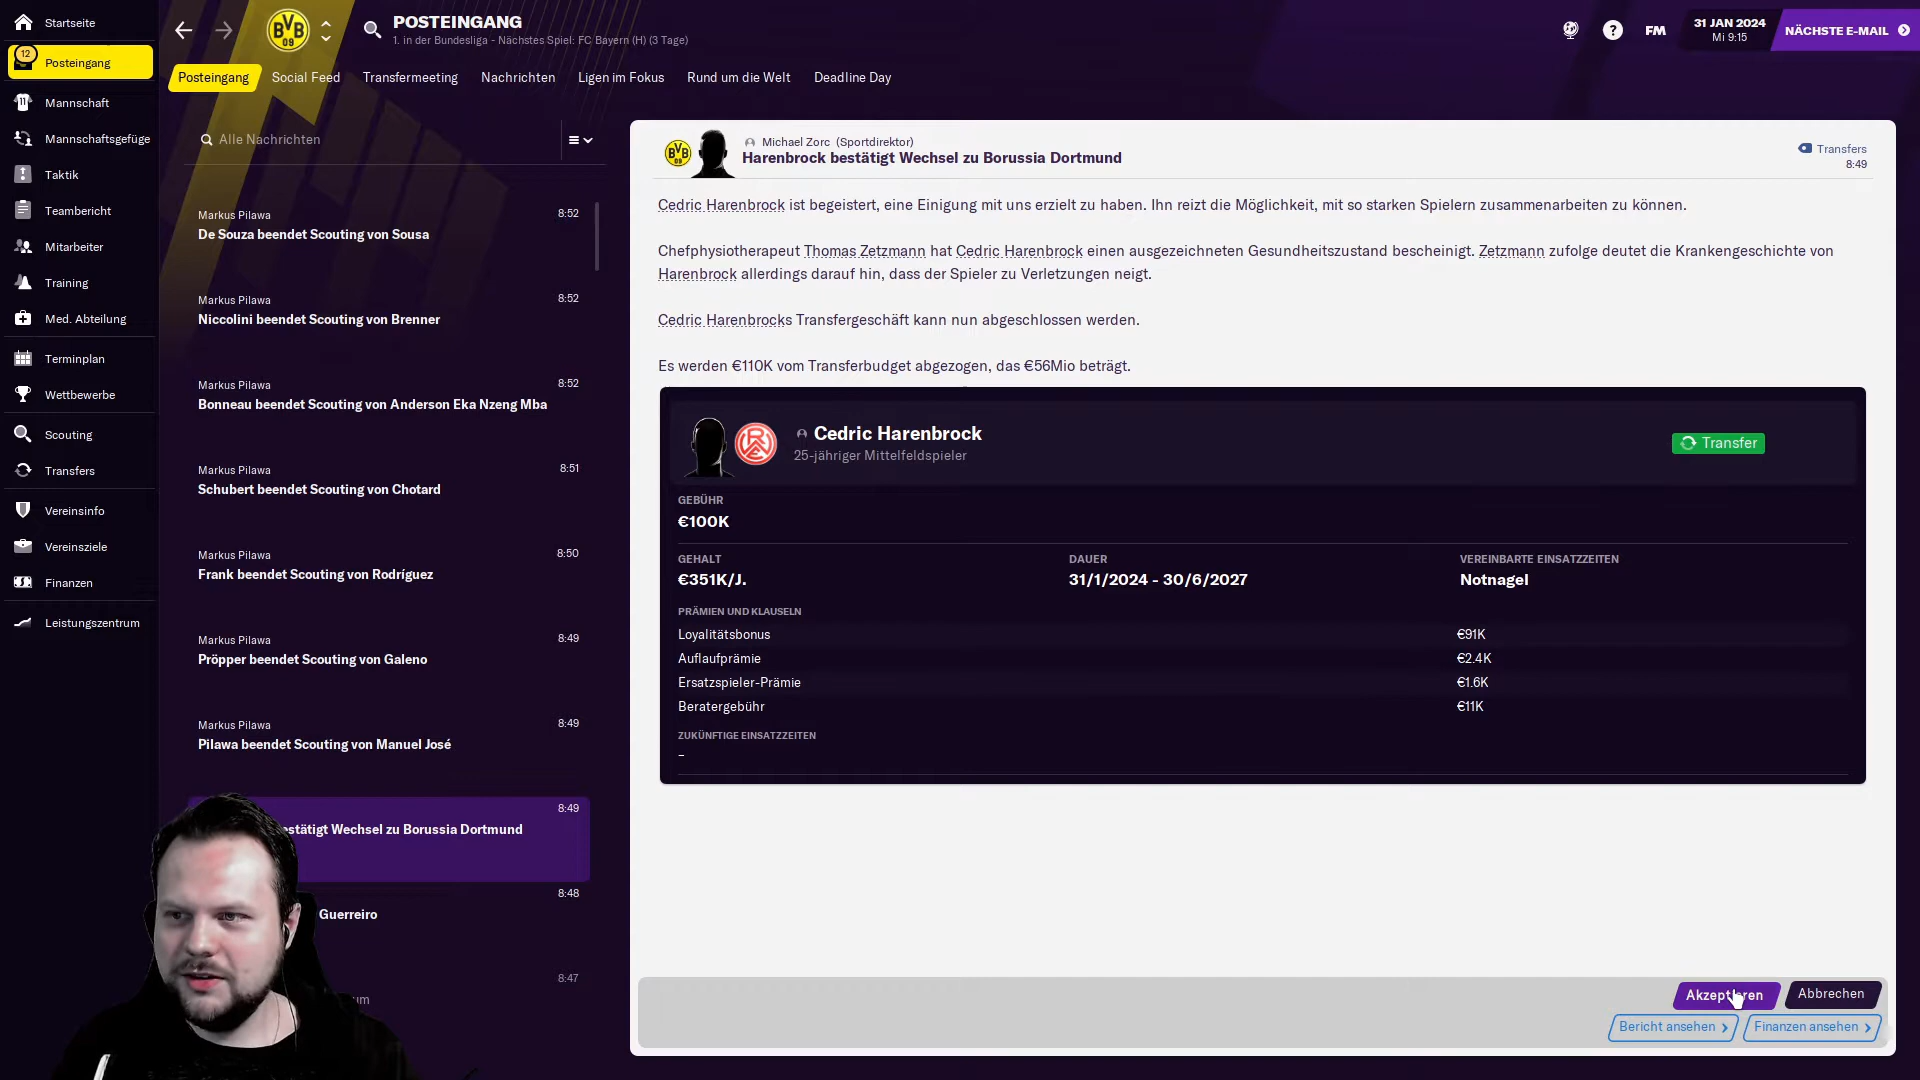 Startseite
12
Posteingang
Mannschaft
Mannschaftsgefüge
Taktik
Teambericht
Mitarbeiter
Training
Med. Abteilung
Terminplan
Wettbewerbe
Scouting
Transfers
Vereinsinfo
Vereinsziele
Finanzen
Leistungszentrum
BVB
09
POSTEINGANG
1. in der Bundesliga - Nächstes Spiel: FC Bayern (H) (3 Tage)
?
FM
31 JAN 2024
Mi 9:15
NÄCHSTE E-MAIL
Posteingang
Social Feed
Transfermeeting
Nachrichten
Ligen im Fokus
Rund um die Welt
Deadline Day
Alle Nachrichten
Markus Pilawa
8:52
De Souza beendet Scouting von Sousa
Markus Pilawa
8:52
Niccolini beendet Scouting von Brenner
Markus Pilawa
8:52
Bonneau beendet Scouting von Anderson Eka Nzeng Mba
Markus Pilawa
8:51
Schubert beendet Scouting von Chotard
Markus Pilawa
8:50
Frank beendet Scouting von Rodríguez
Markus Pilawa
8:49
Pröpper beendet Scouting von Galeno
Markus Pilawa
8:49
Pilawa beendet Scouting von Manuel José
8:49
estätigt Wechsel zu Borussia Dortmund
8:48
Guerreiro
8:47
um
BVB
09
Michael Zorc (Sportdirektor)
Harenbrock bestätigt Wechsel zu Borussia Dortmund
Transfers
8:49
Cedric Harenbrock ist begeistert, eine Einigung mit uns erzielt zu haben. Ihn reizt die Möglichkeit, mit so starken Spielern zusammenarbeiten zu können.
Chefphysiotherapeut Thomas Zetzmann hat Cedric Harenbrock einen ausgezeichneten Gesundheitszustand bescheinigt. Zetzmann zufolge deutet die Krankengeschichte von
Harenbrock allerdings darauf hin, dass der Spieler zu Verletzungen neigt.
Cedric Harenbrocks Transfergeschäft kann nun abgeschlossen werden.
Es werden €110K vom Transferbudget abgezogen, das €56Mio beträgt.
Cedric Harenbrock
25-jähriger Mittelfeldspieler
Transfer
GEBÜHR
€100K
GEHALT
€351K/J.
DAUER
31/1/2024 - 30/6/2027
VEREINBARTE EINSATZZEITEN
Notnagel
PRÄMIEN UND KLAUSELN
Loyalitätsbonus
€91K
Auflaufprämie
€2.4K
Ersatzspieler-Prämie
€1.6K
Beratergebühr
€11K
ZUKÜNFTIGE EINSATZZEITEN
–
Akzeptieren
Abbrechen
Bericht ansehen
Finanzen ansehen